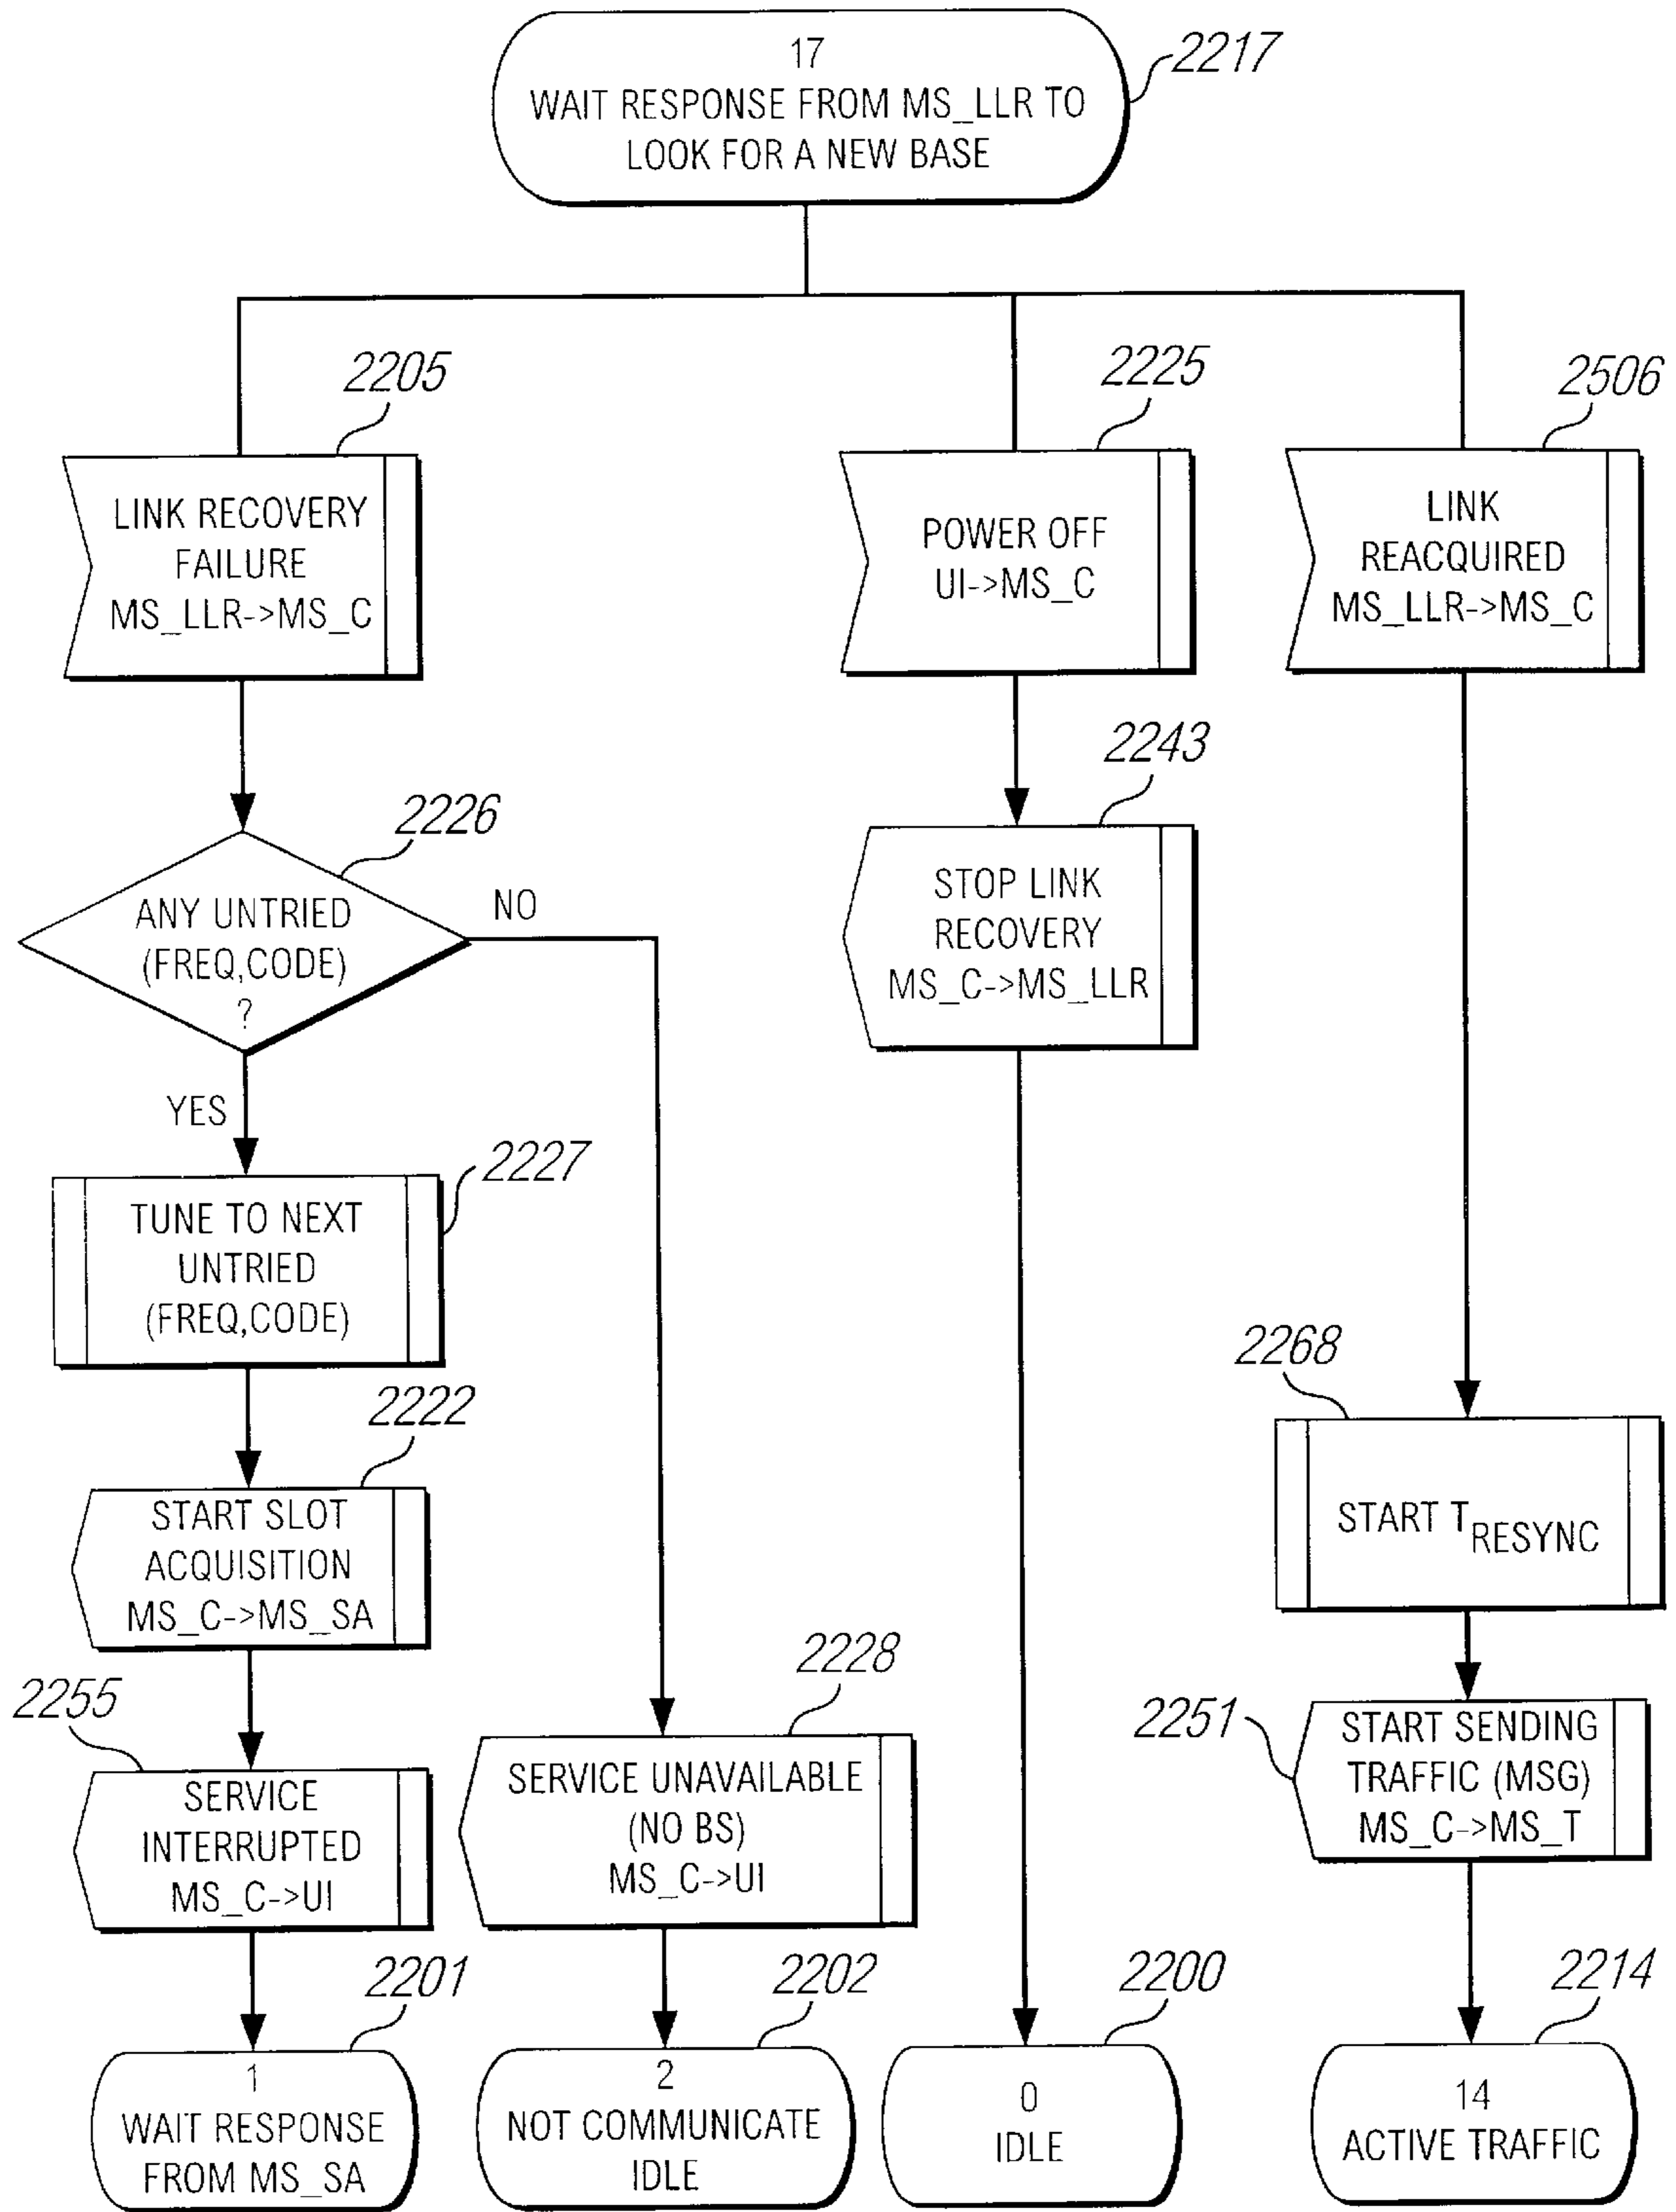 17
2217
WAIT RESPONSE FROM MS_LLR TO
LOOK FOR A NEW BASE
2205
LINK RECOVERY
FAILURE
MS_LLR->MS_C
2225
POWER OFF
UI->MS_C
2506
LINK
REACQUIRED
MS_LLR->MS_C
2226
ANY UNTRIED
(FREQ,CODE)
?
NO
YES
2243
STOP LINK
RECOVERY
MS_C->MS_LLR
2227
TUNE TO NEXT
UNTRIED
(FREQ,CODE)
2222
START SLOT
ACQUISITION
MS_C->MS_SA
2268
START T RESYNC
2255
SERVICE
INTERRUPTED
MS_C->UI
2228
SERVICE UNAVAILABLE
(NO BS)
MS_C->UI
2251
START SENDING
TRAFFIC (MSG)
MS_C->MS_T
2201
1
WAIT RESPONSE
FROM MS_SA
2202
2
NOT COMMUNICATE
IDLE
2200
0
IDLE
2214
14
ACTIVE TRAFFIC